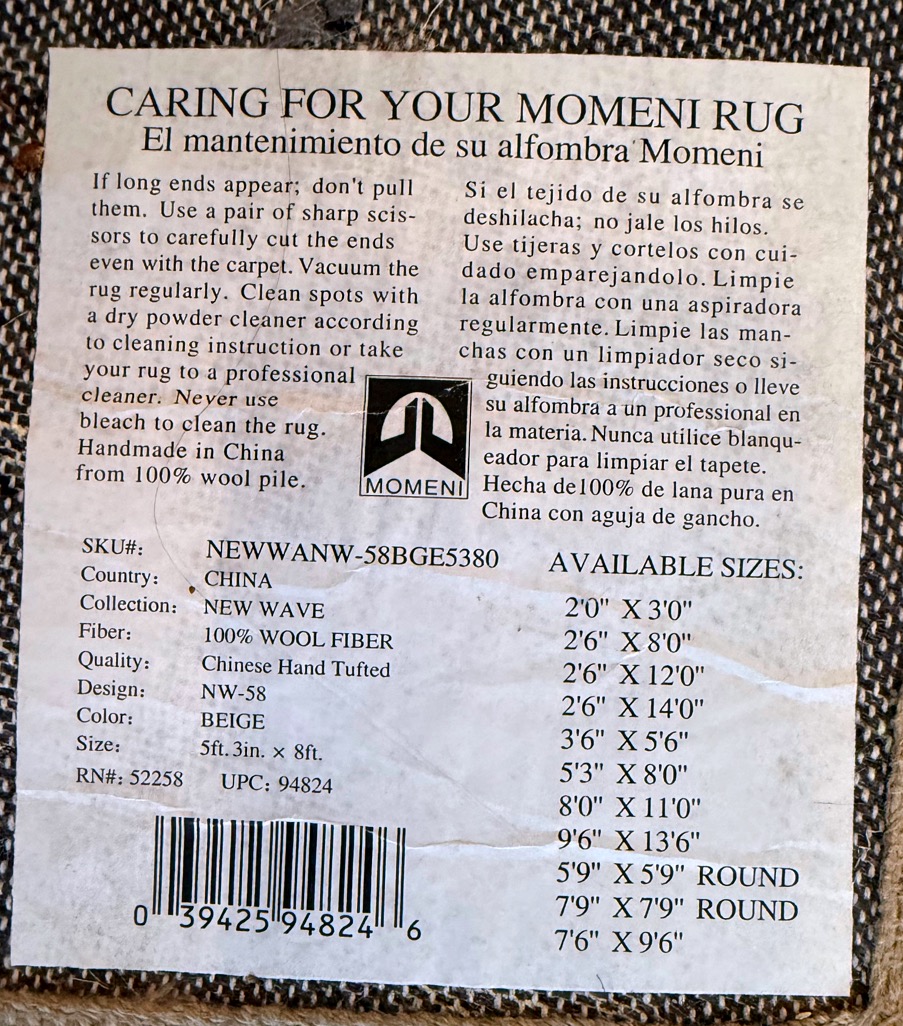 CARING FOR YOUR MOMENI RUG
El mantenimiento de su alfombra Momeni
If long ends appear; don't pull
them. Use a pair of sharp scis-
sors to carefully cut the ends
even with the carpet. Vacuum the
rug regularly. Clean spots with
a dry powder cleaner according
to cleaning instruction or take
your rug to a professional
cleaner. Never use
bleach to clean the rug.
Handmade in China
from 100% wool pile.
Si el tejido de su alfombra se
deshilacha; no jale los hilos.
Use tijeras y cortelos con cui-
dado emparejandolo. Limpie
la alfombra con una aspiradora
regularmente. Limpie las man-
chas con un limpiador seco si-
guiendo las instrucciones o lleve
su alfombra a un professional en
la materia. Nunca utilice blanqu-
eador para limpiar el tapete.
Hecha de100% de lana pura en
China con aguja de gancho.
MOMENI
SKU#: NEWWANW-58BGE5380
Country: CHINA
Collection: NEW WAVE
Fiber: 100% WOOL FIBER
Quality: Chinese Hand Tufted
Design: NW-58
Color: BEIGE
Size: 5ft. 3in. × 8ft.
RN#: 52258 UPC: 94824
0 39425 94824 6
AVAILABLE SIZES:
2'0" X 3'0"
2'6" X 8'0"
2'6" X 12'0"
2'6" X 14'0"
3'6" X 5'6"
5'3" X 8'0"
8'0" X 11'0"
9'6" X 13'6"
5'9" X 5'9" ROUND
7'9" X 7'9" ROUND
7'6" X 9'6"